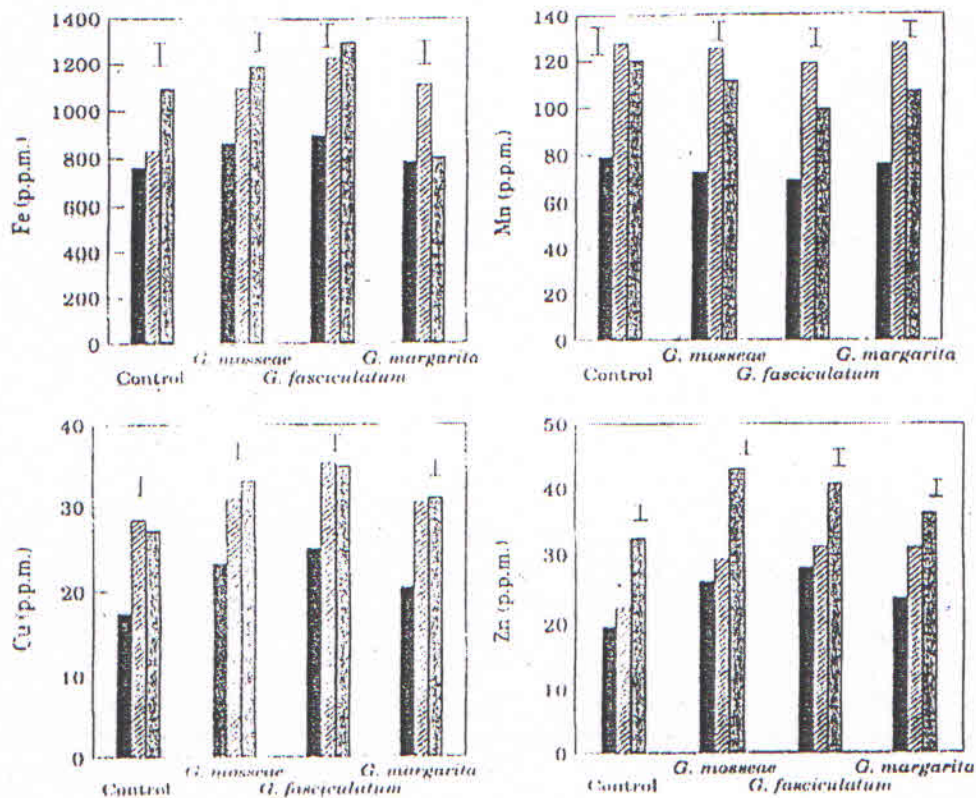 Fe (p.p.m.)
1400
1200
1000
800
600
400
200
0
G. mosseae G. margarita
Control G. fasciculatum
Mn (p.p.m.)
140
120
100
80
60
40
20
0
G. mosseae G. margarita
Control G. fasciculatum
Cu (p.p.m.)
40
30
20
10
0
G. mosseae G. margarita
Control G. fasciculatum
Zn (p.p.m.)
50
40
30
20
10
0
G. mosseae G. margarita
Control G. fasciculatum